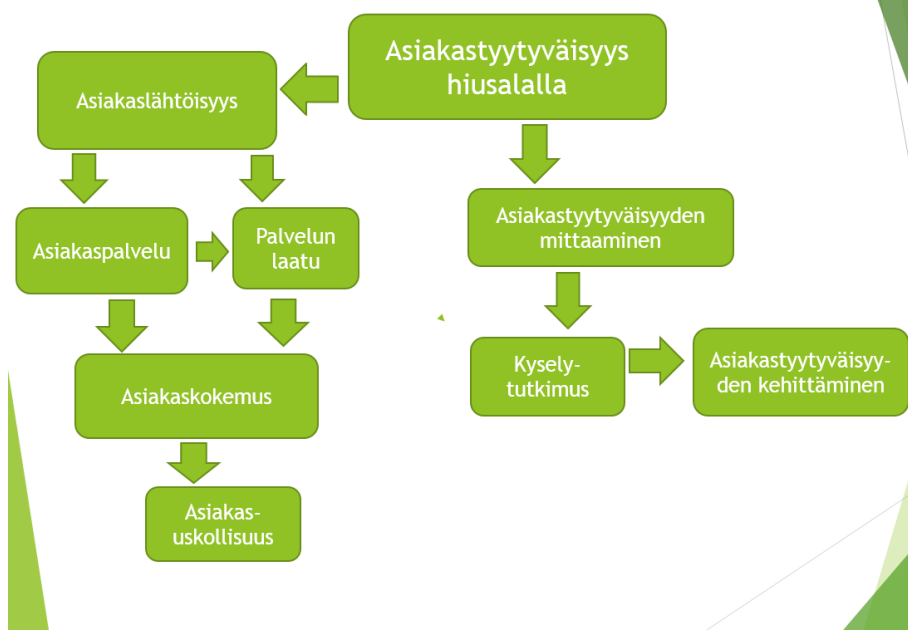 Asiakastyytyväisyys
hiusalalla
Asiakaslähtöisyys
Asiakaspalvelu
Palvelun
laatu
Asiakaskokemus
Asiakas-
uskollisuus
Asiakastyytyväisyyden
mittaaminen
Kysely-
tutkimus
Asiakastyytyväisyy-
den kehittäminen